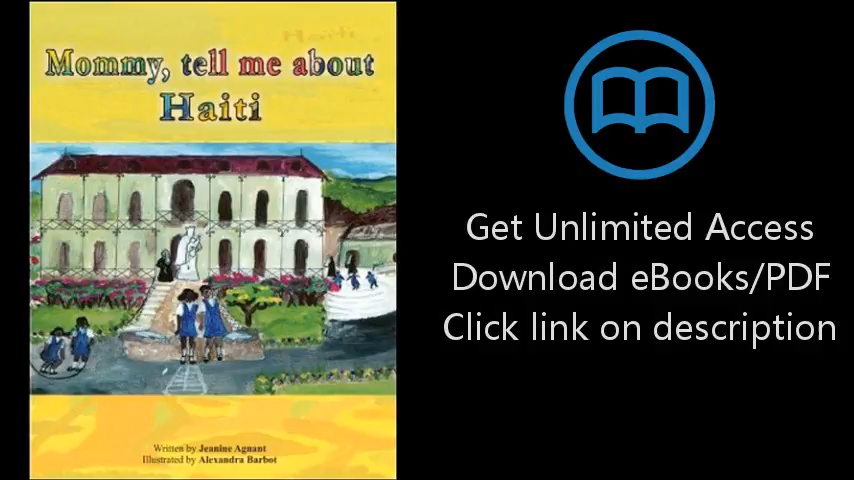 Mommy, tell me about
Haiti
Written by Jeanine Agnant
Illustrated by Alexandra Barbot
Get Unlimited Access
Download eBooks/PDF
Click link on description